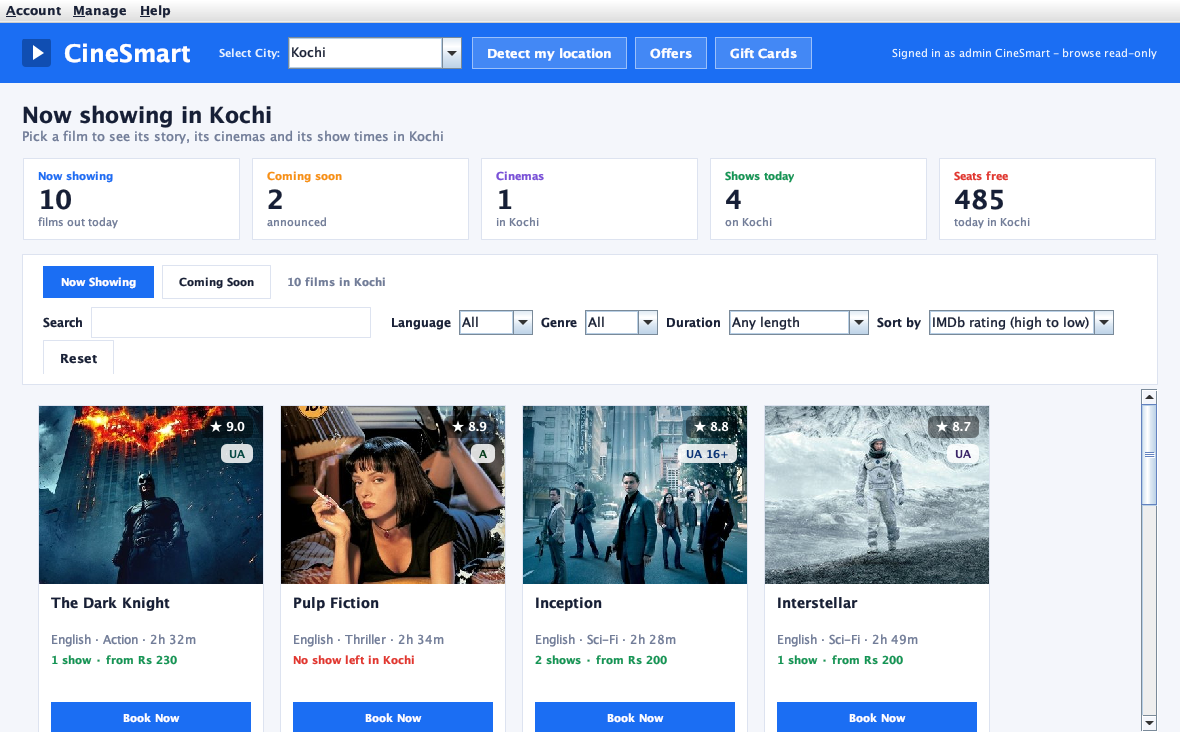 Account Manage Help
CineSmart Select City: Kochi Detect my location Offers Gift Cards Signed in as admin CineSmart – browse read-only
Now showing in Kochi
Pick a film to see its story, its cinemas and its show times in Kochi
Now showing
10
films out today
Coming soon
2
announced
Cinemas
1
in Kochi
Shows today
4
on Kochi
Seats free
485
today in Kochi
Now Showing Coming Soon 10 films in Kochi
Search Language All Genre All Duration Any length Sort by IMDb rating (high to low)
Reset
★ 9.0
UA
The Dark Knight
English · Action · 2h 32m
1 show · from Rs 230
Book Now
★ 8.9
A
Pulp Fiction
English · Thriller · 2h 34m
No show left in Kochi
Book Now
★ 8.8
UA 16+
Inception
English · Sci-Fi · 2h 28m
2 shows · from Rs 200
Book Now
★ 8.7
UA
Interstellar
English · Sci-Fi · 2h 49m
1 show · from Rs 200
Book Now